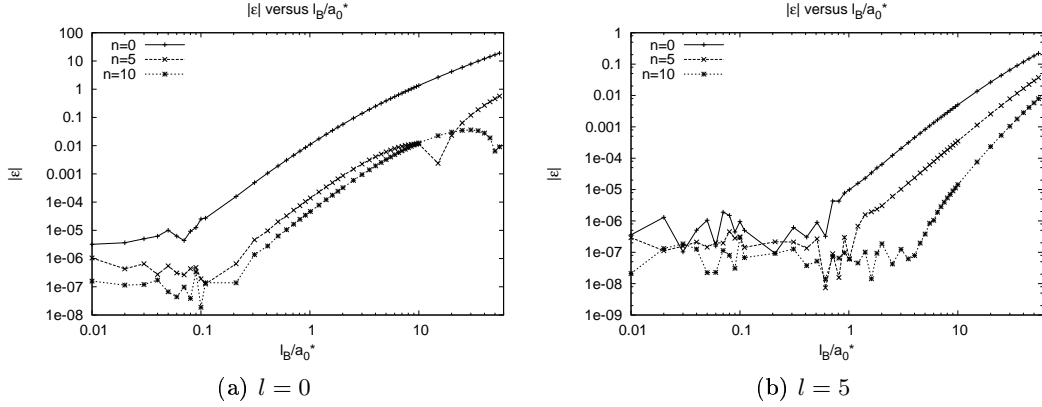 |ε| versus l_B/a_0*
|ε|
100
10
1
0.1
0.01
0.001
1e-04
1e-05
1e-06
1e-07
1e-08
n=0
n=5
n=10
0.01
0.1
1
10
l_B/a_0*
(a) l = 0
|ε| versus l_B/a_0*
|ε|
1
0.1
0.01
0.001
1e-04
1e-05
1e-06
1e-07
1e-08
1e-09
n=0
n=5
n=10
0.01
0.1
1
10
l_B/a_0*
(b) l = 5